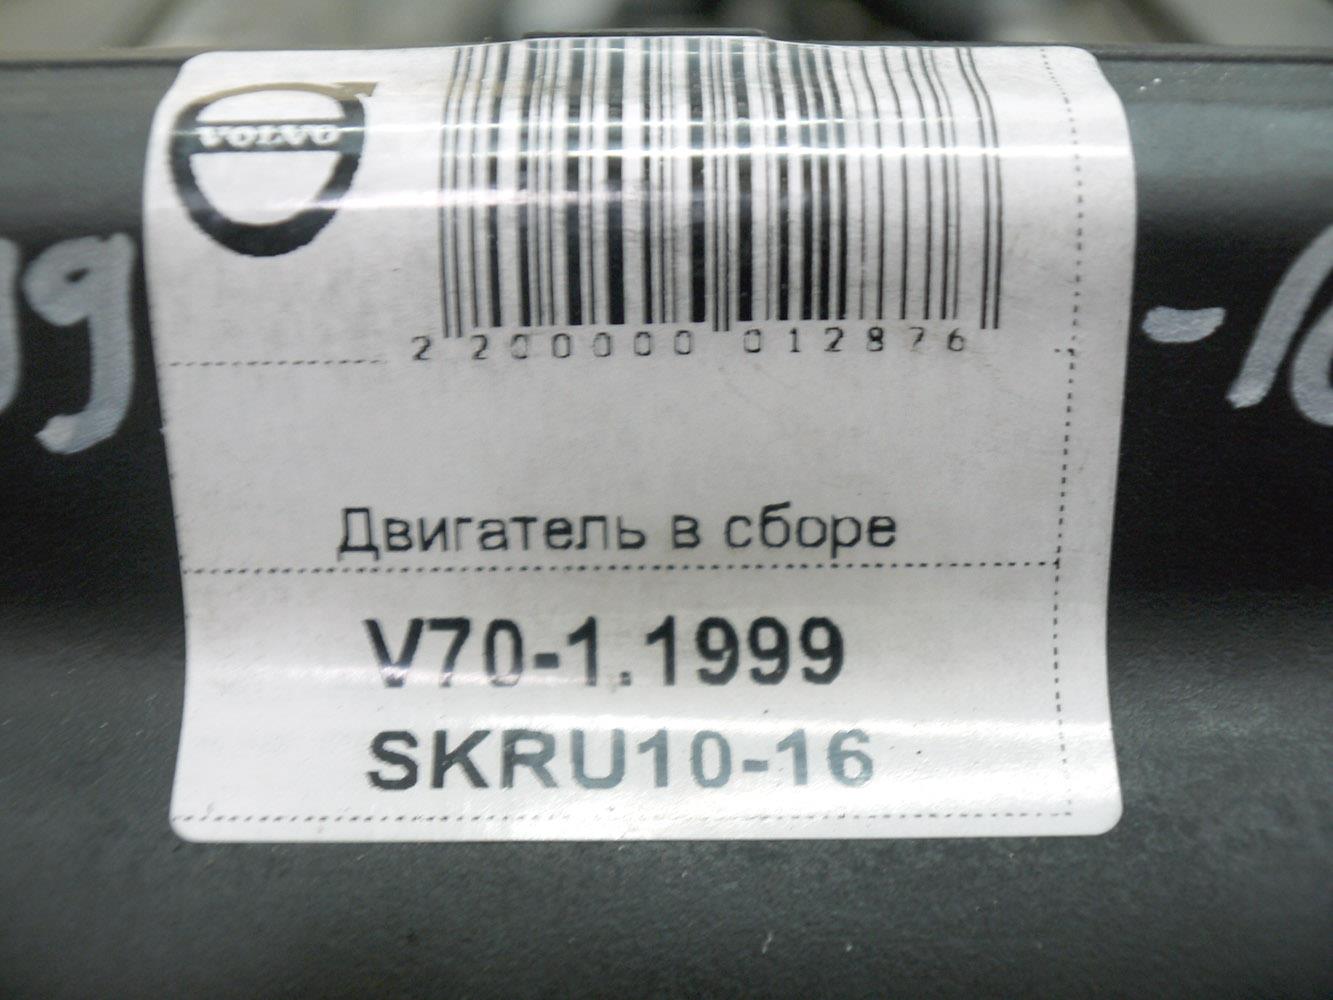 VOLVO
2 200000 012876
Двигатель в сборе
V70-1.1999
SKRU10-16